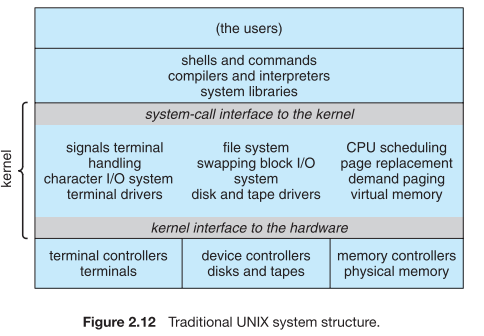 (the users)
shells and commands
compilers and interpreters
system libraries
system-call interface to the kernel
signals terminal
handling
character I/O system
terminal drivers
file system
swapping block I/O
system
disk and tape drivers
CPU scheduling
page replacement
demand paging
virtual memory
kernel
kernel interface to the hardware
terminal controllers
terminals
device controllers
disks and tapes
memory controllers
physical memory
Figure 2.12 Traditional UNIX system structure.